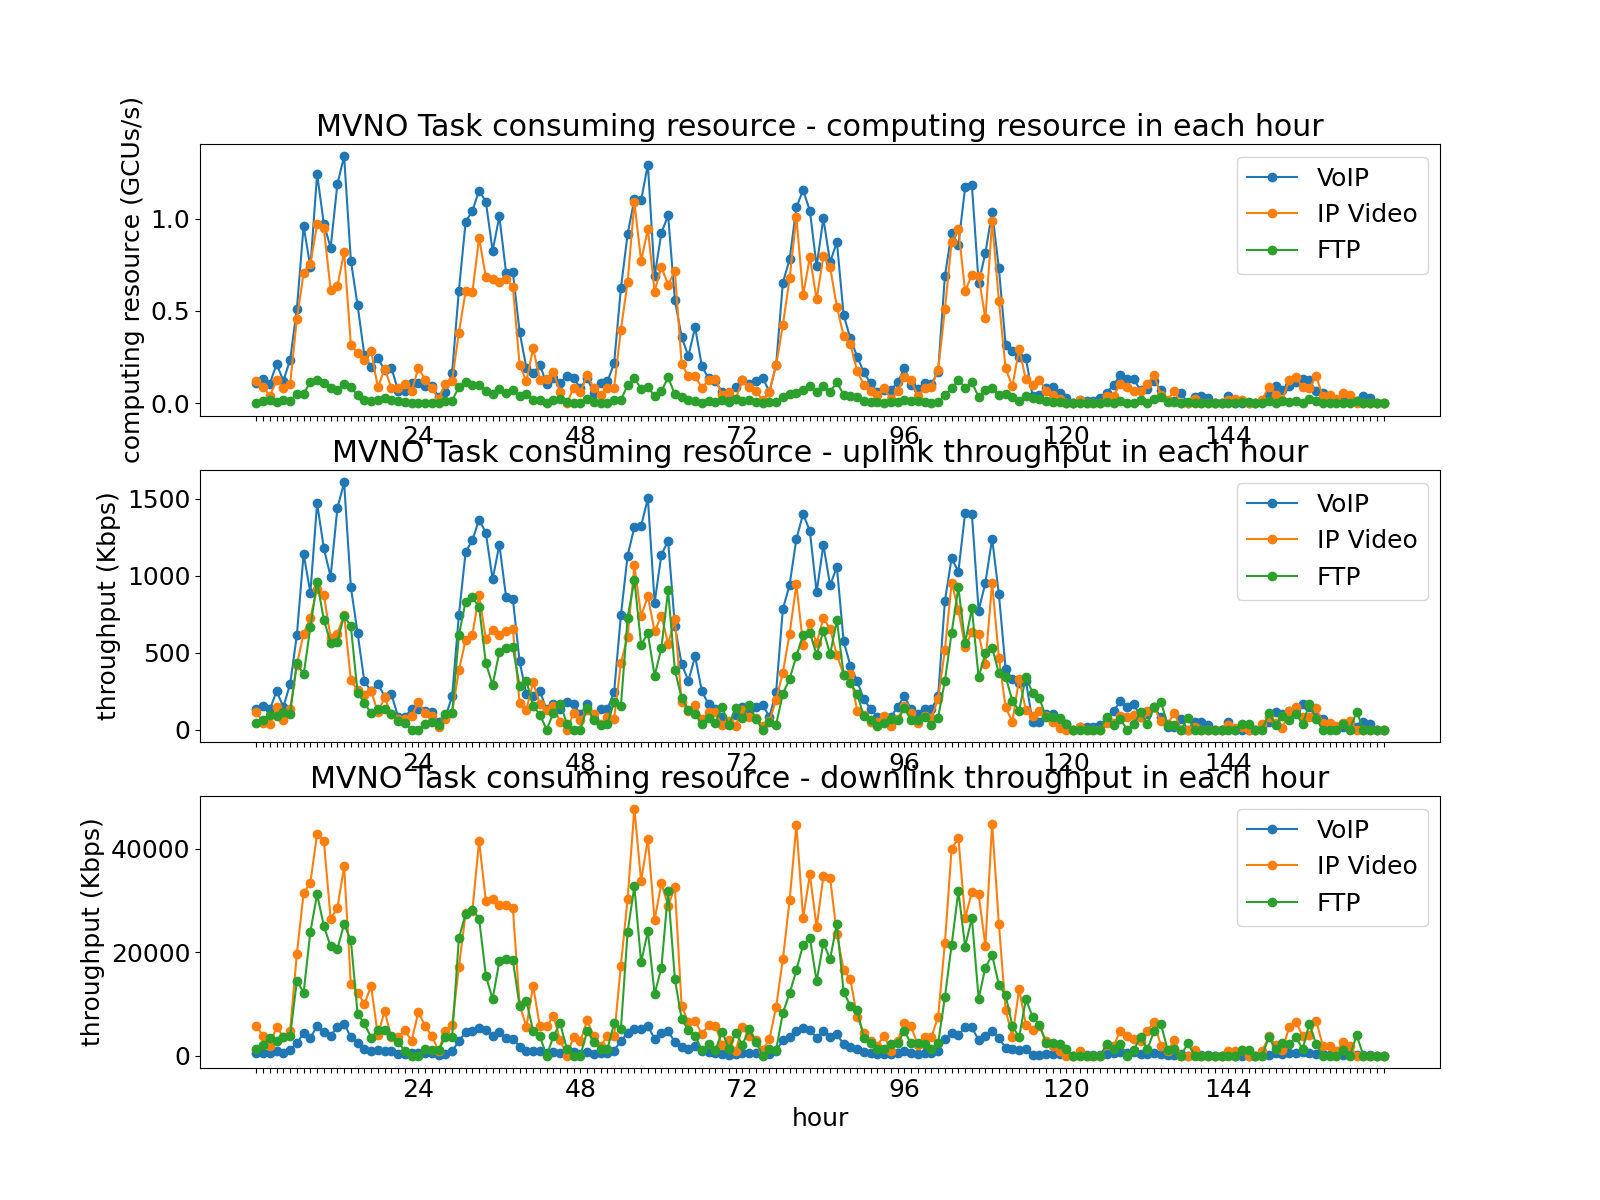 MVNO Task consuming resource - computing resource in each hour
computing resource (GCUs/s)
1.0
0.5
0.0
VoIP
IP Video
FTP
24 48 72 96 120 144
MVNO Task consuming resource - uplink throughput in each hour
throughput (Kbps)
1500
1000
500
0
VoIP
IP Video
FTP
24 48 72 96 120 144
MVNO Task consuming resource - downlink throughput in each hour
throughput (Kbps)
40000
20000
0
VoIP
IP Video
FTP
24 48 72 96 120 144
hour